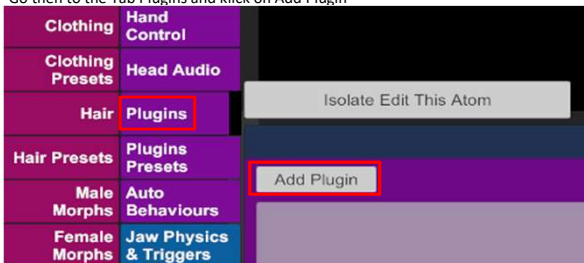 Go then to the Tab Plugins and klick on Add Plugin
Clothing
Hand
Control
Clothing
Presets
Head Audio
Isolate Edit This Atom
Hair
Plugins
Hair Presets
Plugins
Presets
Add Plugin
Male
Morphs
Auto
Behaviours
Female
Morphs
Jaw Physics
& Triggers